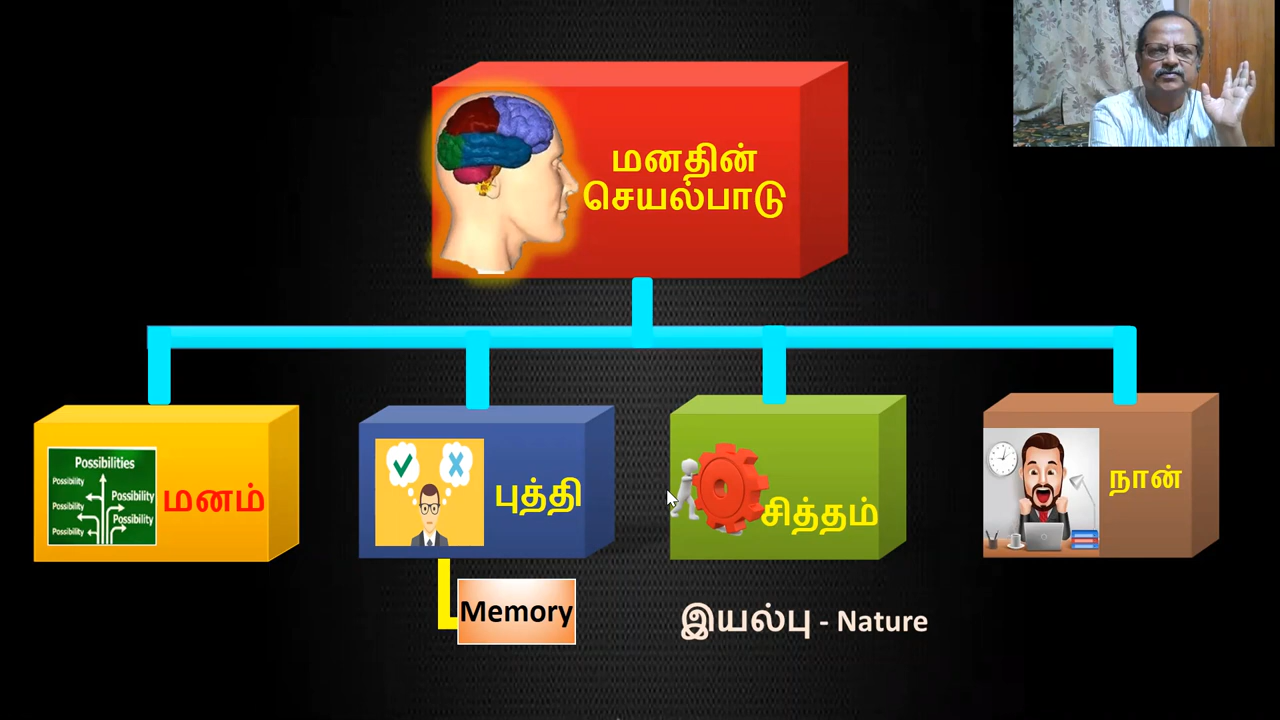 மனதின்
செயல்பாடு
Possibilities
Possibility
Possibility
Possibility
Possibility
Possibility
மனம்
புத்தி
சித்தம்
நான்
Memory
இயல்பு - Nature